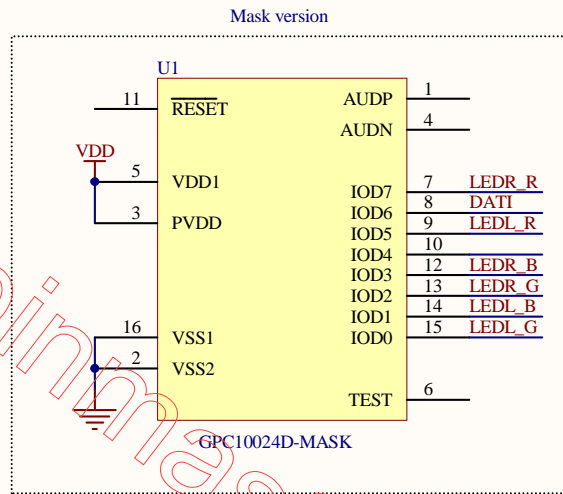 Mask version
U1
11 RESET AUDP 1
AUDN 4
VDD
5 VDD1 IOD7 7 LEDR_R
IOD6 8 DATI
3 PVDD IOD5 9 LEDL_R
IOD4 10
IOD3 12 LEDR_B
IOD2 13 LEDR_G
IOD1 14 LEDL_B
16 VSS1 IOD0 15 LEDL_G
2 VSS2
TEST 6
GPC10024D-MASK